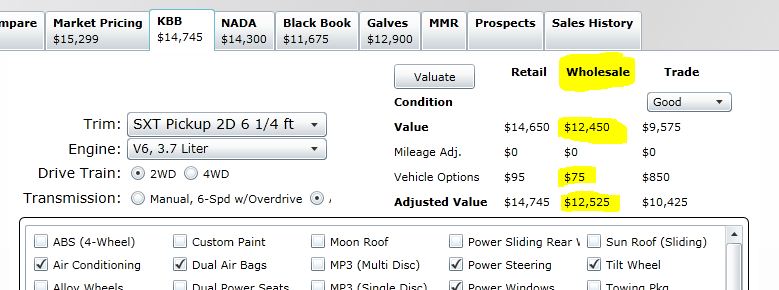 mpare Market Pricing KBB NADA Black Book Galves MMR Prospects Sales History
$15,299 $14,745 $14,300 $11,675 $12,900
Valuate Retail Wholesale Trade
Condition Good
Trim: SXT Pickup 2D 6 1/4 ft Value $14,650 $12,450 $9,575
Engine: V6, 3.7 Liter Mileage Adj. $0 $0 $0
Drive Train: 2WD 4WD Vehicle Options $95 $75 $850
Transmission: Manual, 6-Spd w/Overdrive Adjusted Value $14,745 $12,525 $10,425
ABS (4-Wheel) Custom Paint Moon Roof Power Sliding Rear Sun Roof (Sliding)
Air Conditioning Dual Air Bags MP3 (Multi Disc) Power Steering Tilt Wheel
Alloy Wheels Dual Power Seats MP3 (Single Disc) Power Windows Towing Pkg